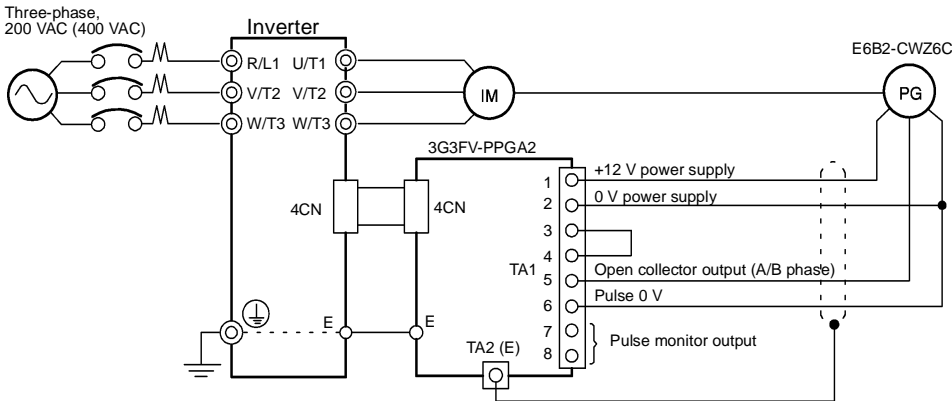 Three-phase,
200 VAC (400 VAC)
Inverter
E6B2-CWZ6C
R/L1 U/T1
V/T2 V/T2
W/T3 W/T3
IM
PG
3G3FV-PPGA2
4CN
4CN
TA1
1 +12 V power supply
2 0 V power supply
3
4
5 Open collector output (A/B phase)
6 Pulse 0 V
7
8
Pulse monitor output
E
E
TA2 (E)